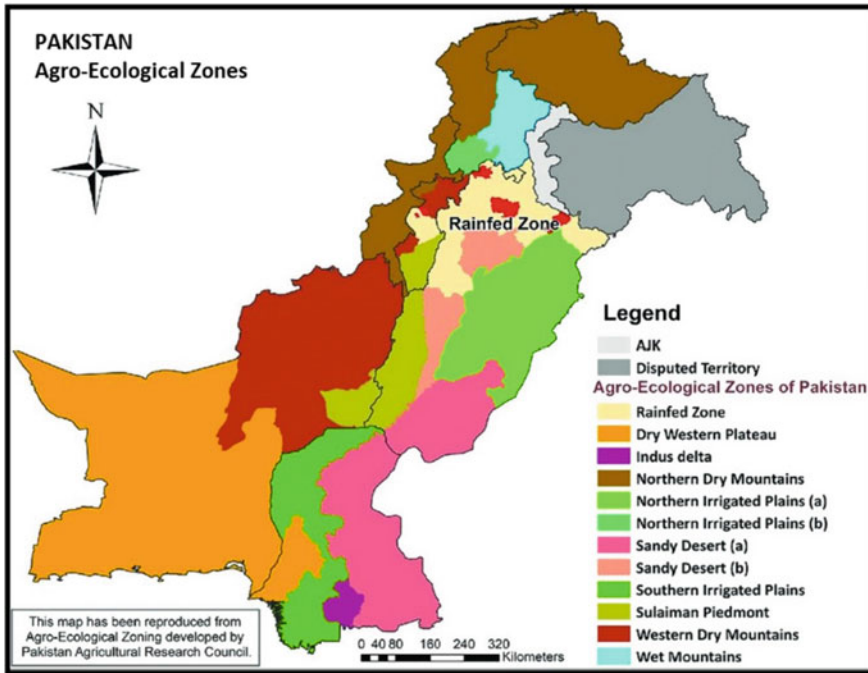 PAKISTAN
Agro-Ecological Zones
N
Rainfed Zone
Legend
AJK
Disputed Territory
Agro-Ecological Zones of Pakistan
Rainfed Zone
Dry Western Plateau
Indus delta
Northern Dry Mountains
Northern Irrigated Plains (a)
Northern Irrigated Plains (b)
Sandy Desert (a)
Sandy Desert (b)
Southern Irrigated Plains
Sulaiman Piedmont
Western Dry Mountains
Wet Mountains
This map has been reproduced from
Agro-Ecological Zoning developed by
Pakistan Agricultural Research Council.
0 40 80 160 240 320
Kilometers